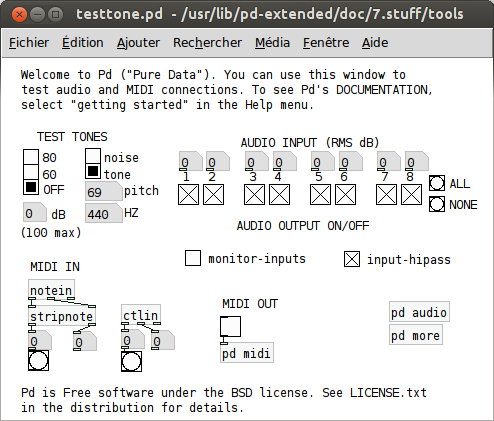 testtone.pd - /usr/lib/pd-extended/doc/7.stuff/tools
Fichier Édition Ajouter Rechercher Média Fenêtre Aide
Welcome to Pd ("Pure Data"). You can use this window to
test audio and MIDI connections. To see Pd's DOCUMENTATION,
select "getting started" in the Help menu.
TEST TONES
80
60
OFF
noise
tone
69 pitch
0 dB
440 HZ
(100 max)
AUDIO INPUT (RMS dB)
0 0 0 0 0 0 0 0
1 2 3 4 5 6 7 8
ALL
NONE
AUDIO OUTPUT ON/OFF
monitor-inputs
input-hipass
MIDI IN
notein
stripnote
0 0
ctlin
0 0
MIDI OUT
pd midi
pd audio
pd more
Pd is Free software under the BSD license. See LICENSE.txt
in the distribution for details.